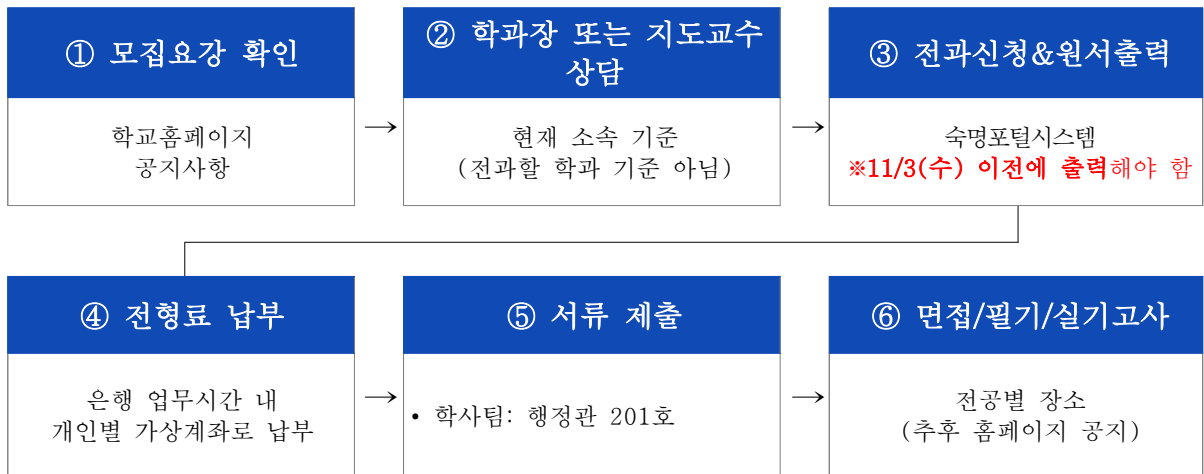 ① 모집요강 확인
학교홈페이지
공지사항
② 학과장 또는 지도교수
상담
현재 소속 기준
(전과할 학과 기준 아님)
③ 전과신청&원서출력
숙명포털시스템
※11/3(수) 이전에 출력해야 함
④ 전형료 납부
은행 업무시간 내
개인별 가상계좌로 납부
⑤ 서류 제출
• 학사팀: 행정관 201호
⑥ 면접/필기/실기고사
전공별 장소
(추후 홈페이지 공지)